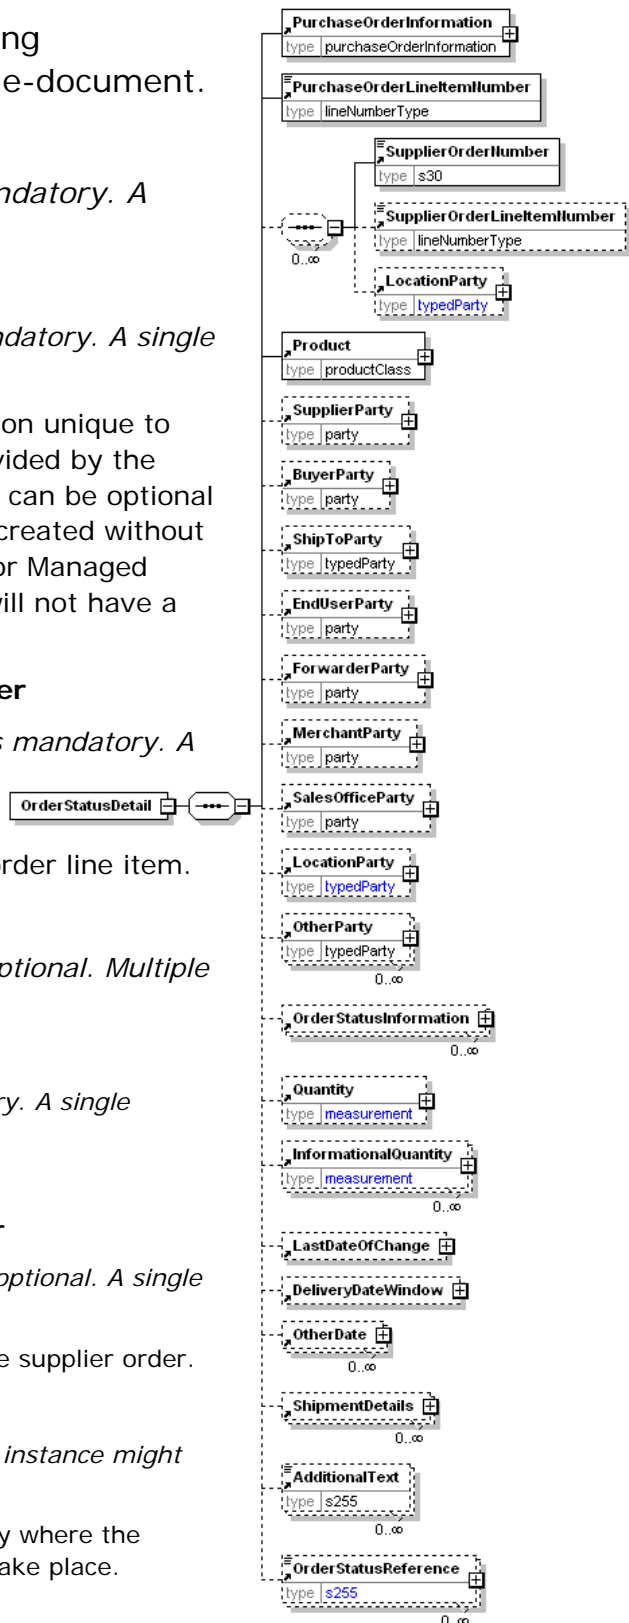 ing
e-document.
ndatory. A
ndatory. A single
on unique to
vided by the
can be optional
created without
or Managed
vill not have a
er
s mandatory. A
order line item.
optional. Multiple
ry. A single
r
optional. A single
e supplier order.
instance might
y where the
ake place.
OrderStatusDetail
PurchaseOrderInformation
type purchaseOrderInformation
PurchaseOrderLineItemNumber
type lineNumberType
0..∞
SupplierOrderNumber
type s30
SupplierOrderLineItemNumber
type lineNumberType
LocationParty
type typedParty
Product
type productClass
SupplierParty
type party
BuyerParty
type party
ShipToParty
type typedParty
EndUserParty
type party
ForwarderParty
type party
MerchantParty
type party
SalesOfficeParty
type party
LocationParty
type typedParty
OtherParty
type typedParty
0..∞
OrderStatusInformation
0..∞
Quantity
type measurement
InformationalQuantity
type measurement
0..∞
LastDateOfChange
DeliveryDateWindow
OtherDate
0..∞
ShipmentDetails
0..∞
AdditionalText
type s255
0..∞
OrderStatusReference
type s255
0..∞